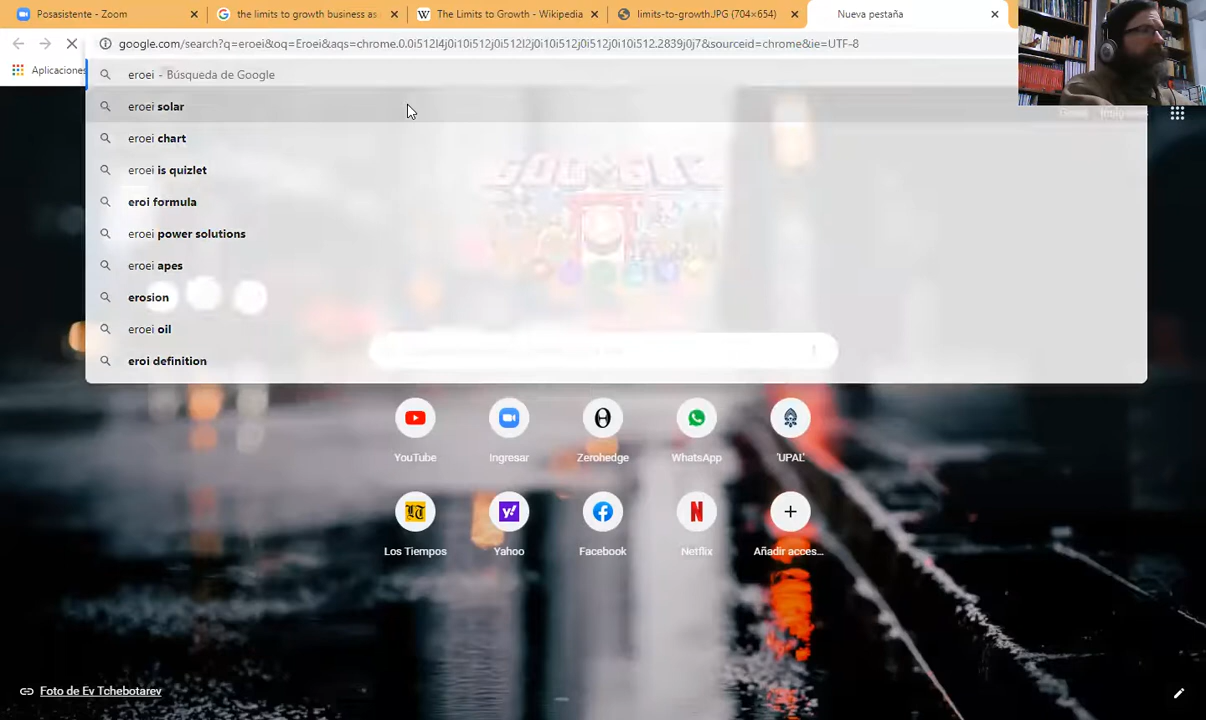 Posasistente - Zoom
the limits to growth business as
The Limits to Growth - Wikipedia
limits-to-growth.JPG (704×654)
Nueva pestaña
google.com/search?q=eroei&oq=Eroei&aqs=chrome.0.0i512l4j0i10i512j0i512l2j0i10i512j0i512j0i10i512.2839j0j7&sourceid=chrome&ie=UTF-8
Aplicaciones
eroei - Búsqueda de Google
eroei solar
eroei chart
eroei is quizlet
eroi formula
eroei power solutions
eroei apes
erosion
eroei oil
eroi definition
YouTube
Ingresar
Zerohedge
WhatsApp
'UPAL'
Los Tiempos
Yahoo
Facebook
Netflix
Añadir acces...
Foto de Ev Tchebotarev